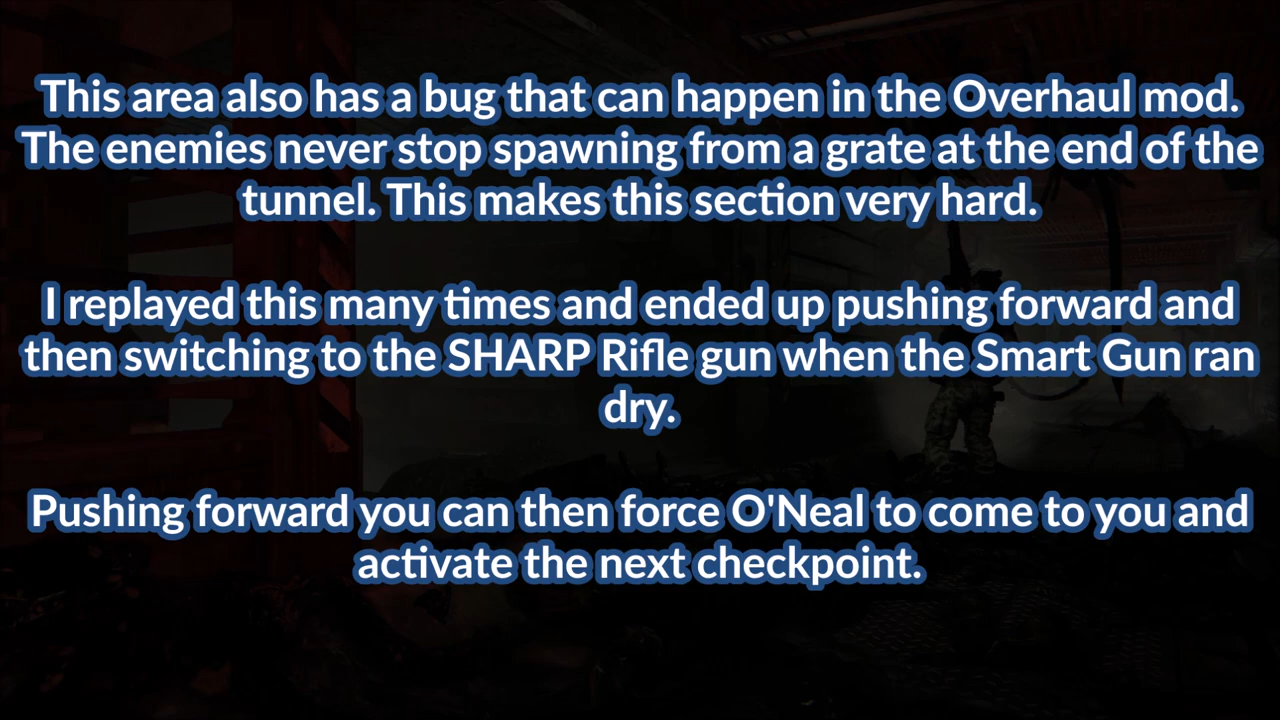 This area also has a bug that can happen in the Overhaul mod.
The enemies never stop spawning from a grate at the end of the
tunnel. This makes this section very hard.
I replayed this many times and ended up pushing forward and
then switching to the SHARP Rifle gun when the Smart Gun ran
dry.
Pushing forward you can then force O'Neal to come to you and
activate the next checkpoint.